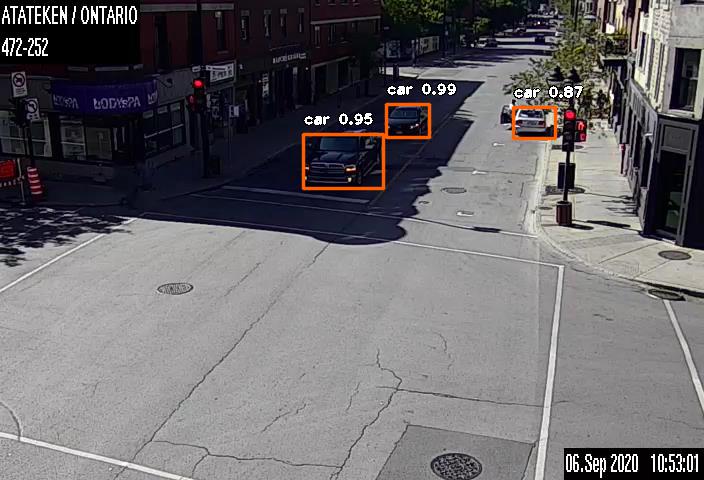 ATATEKEN / ONTARIO
472-252
car 0.99
car 0.87
car 0.95
06.Sep 2020 10:53:01